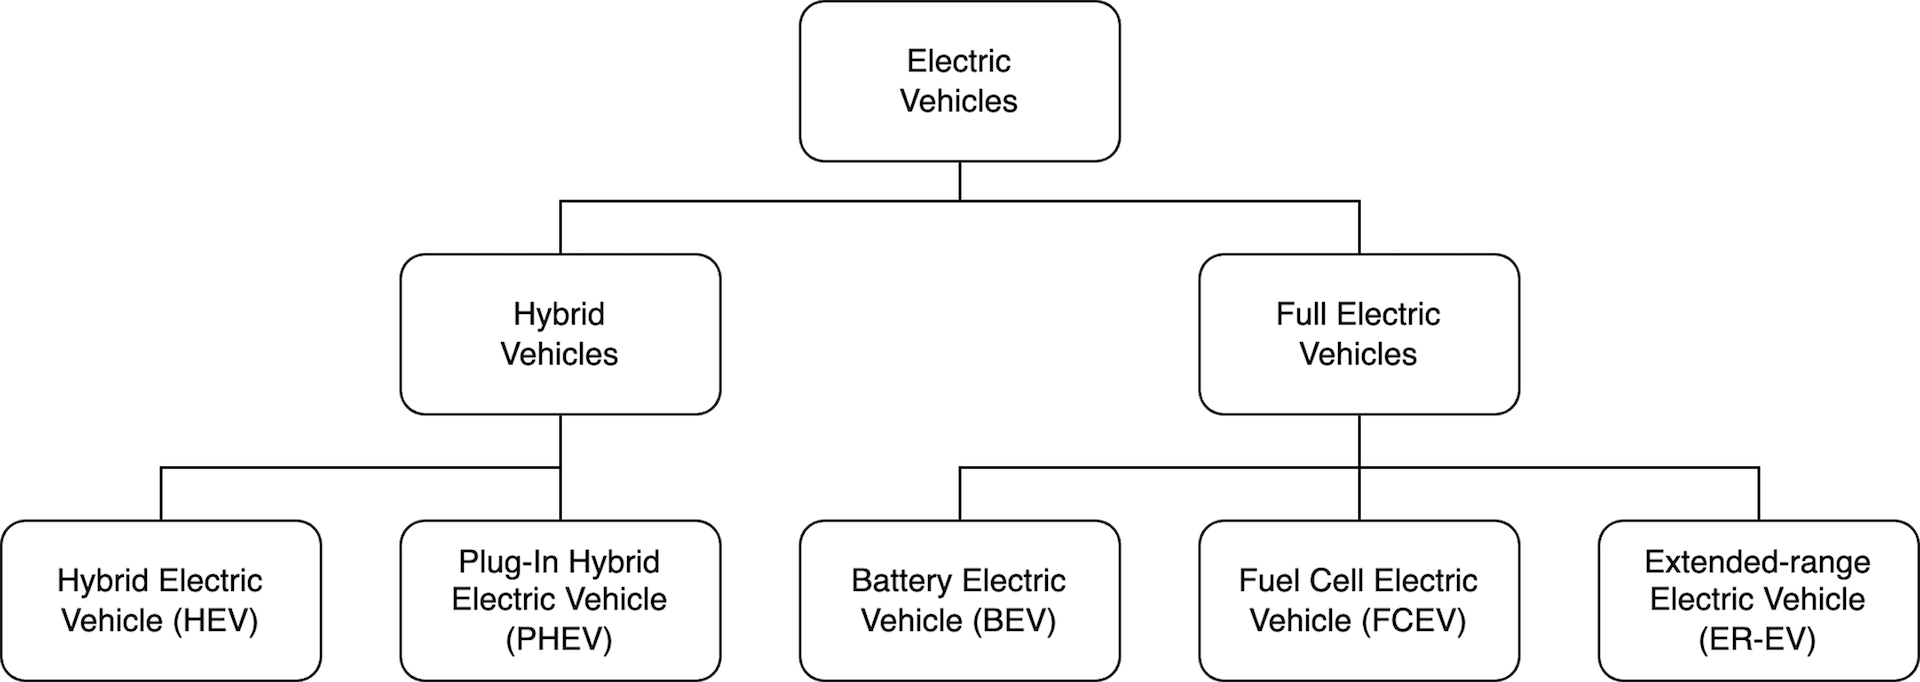 Electric
Vehicles
Hybrid
Vehicles
Full Electric
Vehicles
Hybrid Electric
Vehicle (HEV)
Plug-In Hybrid
Electric Vehicle
(PHEV)
Battery Electric
Vehicle (BEV)
Fuel Cell Electric
Vehicle (FCEV)
Extended-range
Electric Vehicle
(ER-EV)